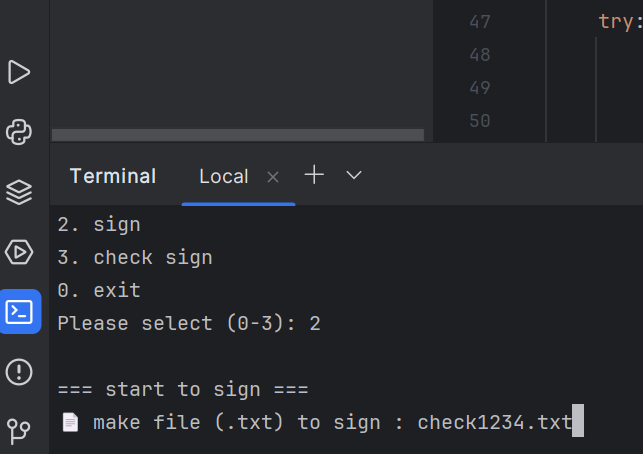 47 try:
48
49
50
Terminal Local
2. sign
3. check sign
0. exit
Please select (0-3): 2
=== start to sign ===
📄 make file (.txt) to sign : check1234.txt